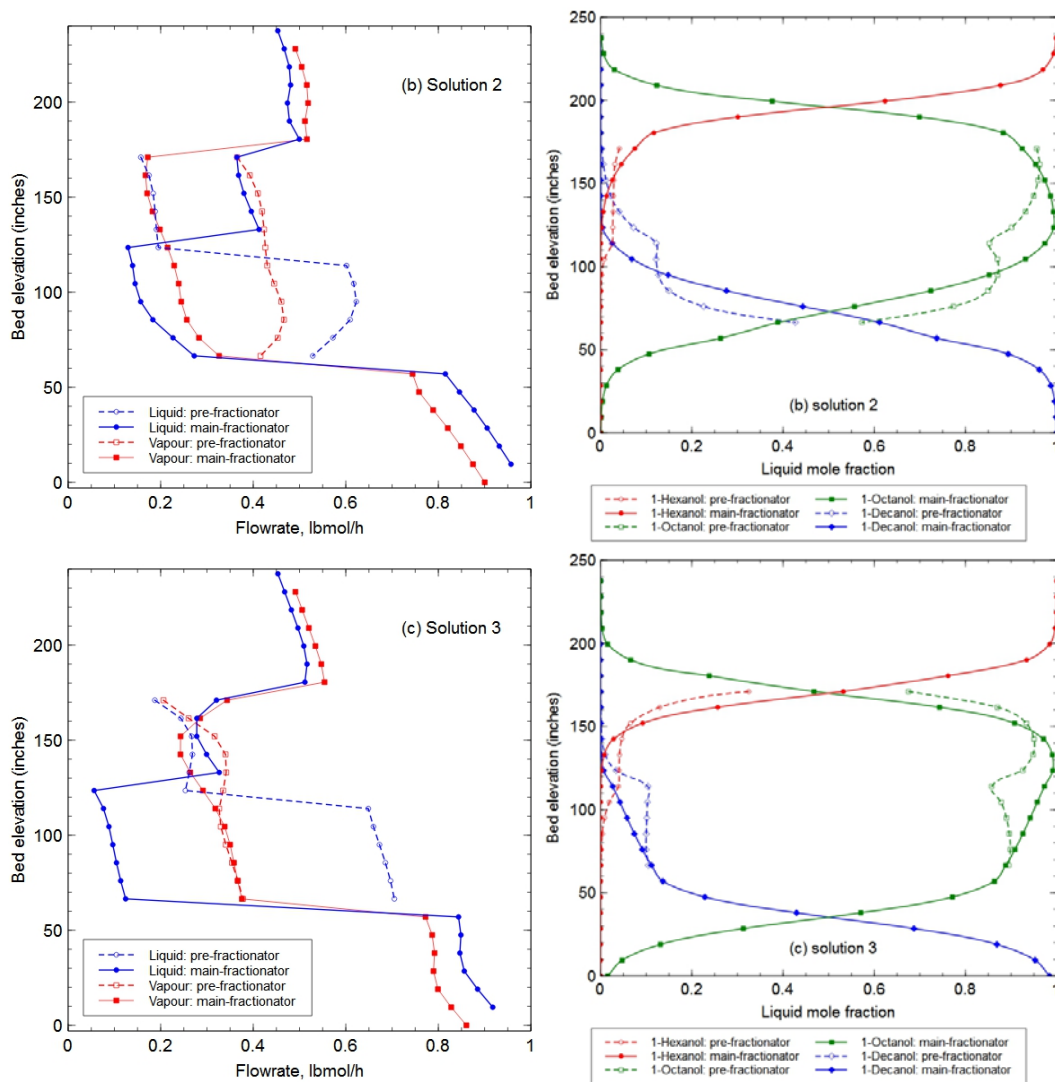 Bed elevation (inches)
200
150
100
50
0
(b) Solution 2
Liquid: pre-fractionator
Liquid: main-fractionator
Vapour: pre-fractionator
Vapour: main-fractionator
0 0.2 0.4 0.6 0.8 1
Flowrate, lbmol/h
Bed elevation (inches)
250
200
150
100
50
0
(b) solution 2
0 0.2 0.4 0.6 0.8 1
Liquid mole fraction
1-Hexanol: pre-fractionator 1-Octanol: main-fractionator
1-Hexanol: main-fractionator 1-Decanol: pre-fractionator
1-Octanol: pre-fractionator 1-Decanol: main-fractionator
Bed elevation (inches)
200
150
100
50
0
(c) Solution 3
Liquid: pre-fractionator
Liquid: main-fractionator
Vapour: pre-fractionator
Vapour: main-fractionator
0 0.2 0.4 0.6 0.8 1
Flowrate, lbmol/h
Bed elevation (inches)
250
200
150
100
50
0
(c) solution 3
0 0.2 0.4 0.6 0.8 1
Liquid mole fraction
1-Hexanol: pre-fractionator 1-Octanol: main-fractionator
1-Hexanol: main-fractionator 1-Decanol: pre-fractionator
1-Octanol: pre-fractionator 1-Decanol: main-fractionator